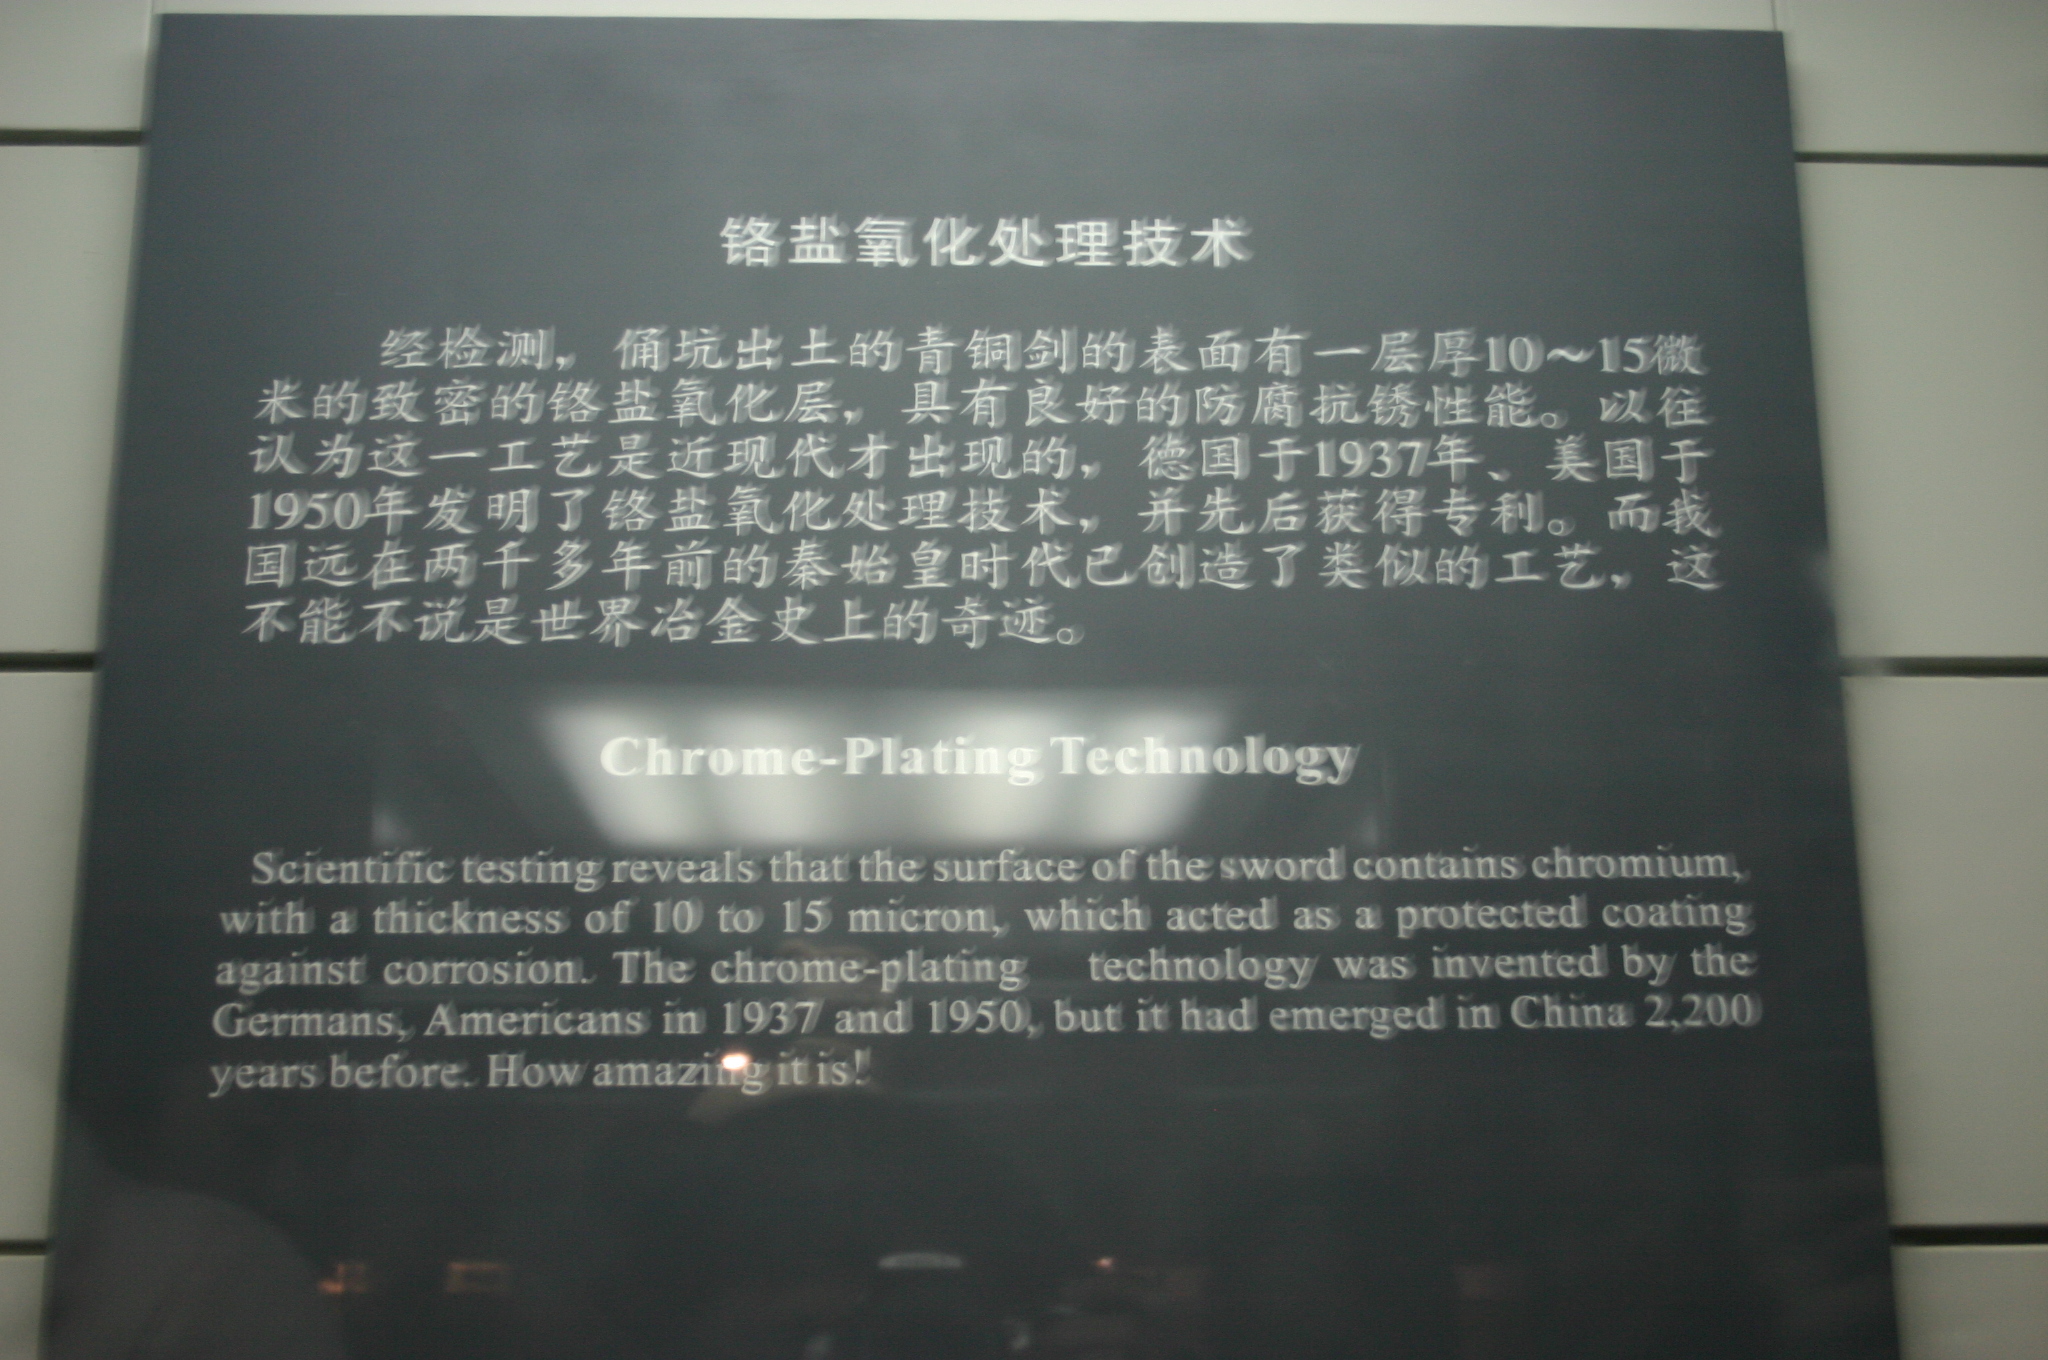 铬盐氧化处理技术
经检测，俑坑出土的青铜剑的表面有一层厚10～15微
米的致密的铬盐氧化层，具有良好的防腐抗锈性能。以往
认为这一工艺是近现代才出现的，德国于1937年、美国于
1950年发明了铬盐氧化处理技术，并先后获得专利。而我
国远在两千多年前的秦始皇时代已创造了类似的工艺，这
不能不说是世界冶金史上的奇迹。
Chrome-Plating Technology
Scientific testing reveals that the surface of the sword contains chromium,
with a thickness of 10 to 15 micron, which acted as a protected coating
against corrosion. The chrome-plating technology was invented by the
Germans, Americans in 1937 and 1950, but it had emerged in China 2,200
years before. How amazing it is!